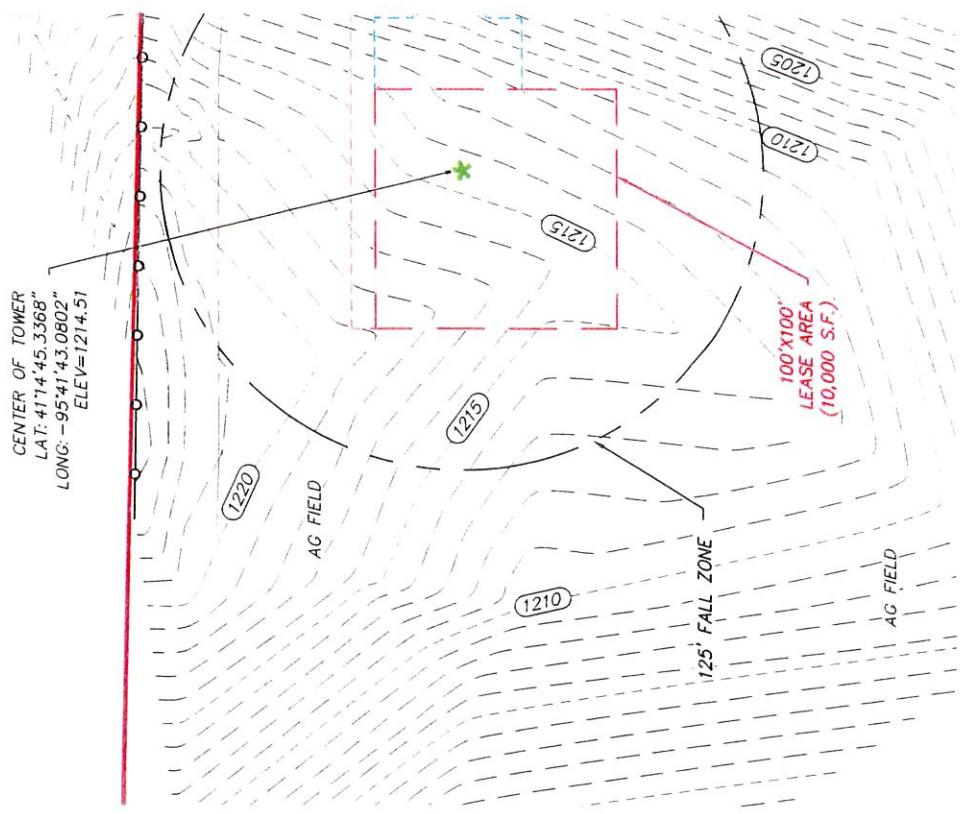 CENTER OF TOWER
LAT: 41°14'45.3368"
LONG: -95°41'43.0802"
ELEV=1214.51
1205
1210
1215
1215
1220
AG FIELD
100'X100'
LEASE AREA
(10,000 S.F.)
1210
125' FALL ZONE
AG FIELD